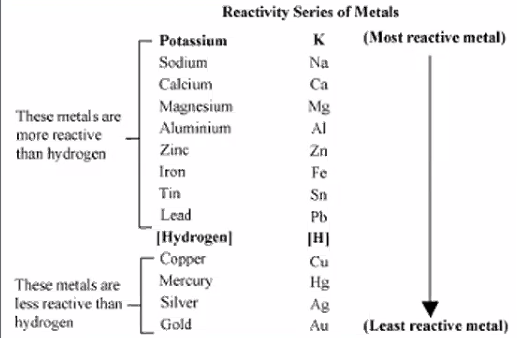 Reactivity Series of Metals
Potassium K (Most reactive metal)
Sodium Na
Calcium Ca
Magnesium Mg
Aluminium Al
Zinc Zn
Iron Fe
Tin Sn
Lead Pb
[Hydrogen] [H]
Copper Cu
Mercury Hg
Silver Ag
Gold Au (Least reactive metal)
These metals are
more reactive
than hydrogen
These metals are
less reactive than
hydrogen